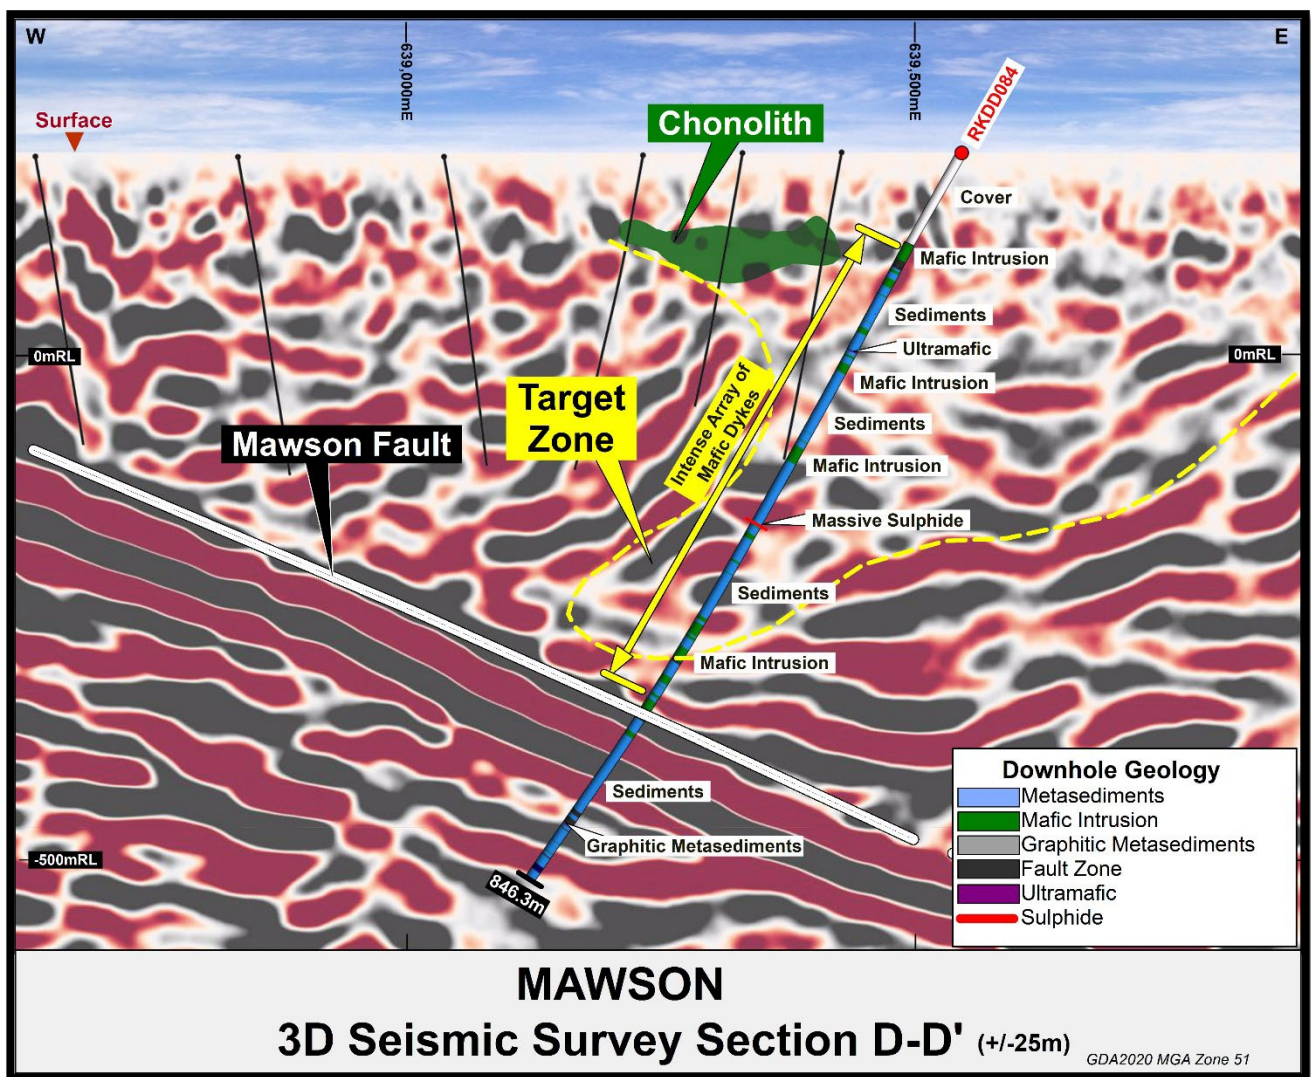 W
E
639,000mE
639,500mE
RKDD084
Surface
Chonolith
Cover
Mafic Intrusion
Sediments
0mRL
0mRL
Ultramafic
Mafic Intrusion
Target
Zone
Intense Array of
Mafic Dykes
Sediments
Mawson Fault
Mafic Intrusion
Massive Sulphide
Sediments
Mafic Intrusion
Sediments
Graphitic Metasediments
-500mRL
846.3m
Downhole Geology
Metasediments
Mafic Intrusion
Graphitic Metasediments
Fault Zone
Ultramafic
Sulphide
MAWSON
3D Seismic Survey Section D-D' (+/-25m)
GDA2020 MGA Zone 51